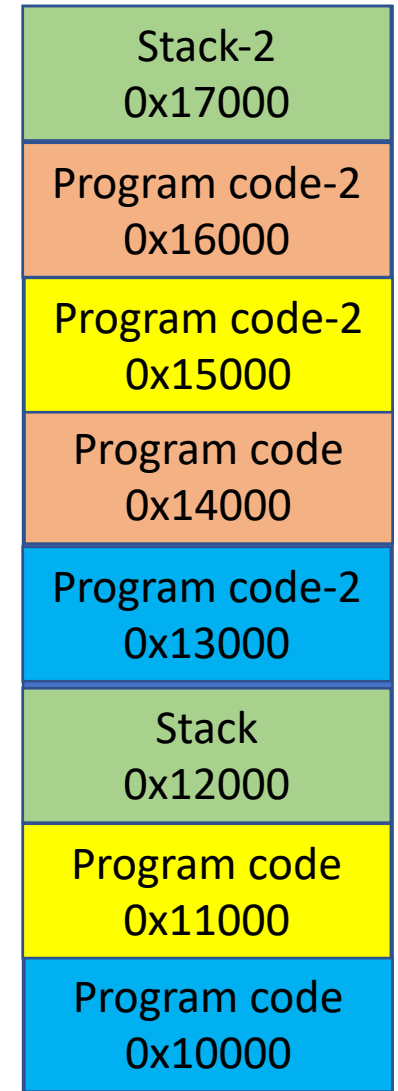 Stack-2
0x17000
Program code-2
0x16000
Program code-2
0x15000
Program code
0x14000
Program code-2
0x13000
Stack
0x12000
Program code
0x11000
Program code
0x10000